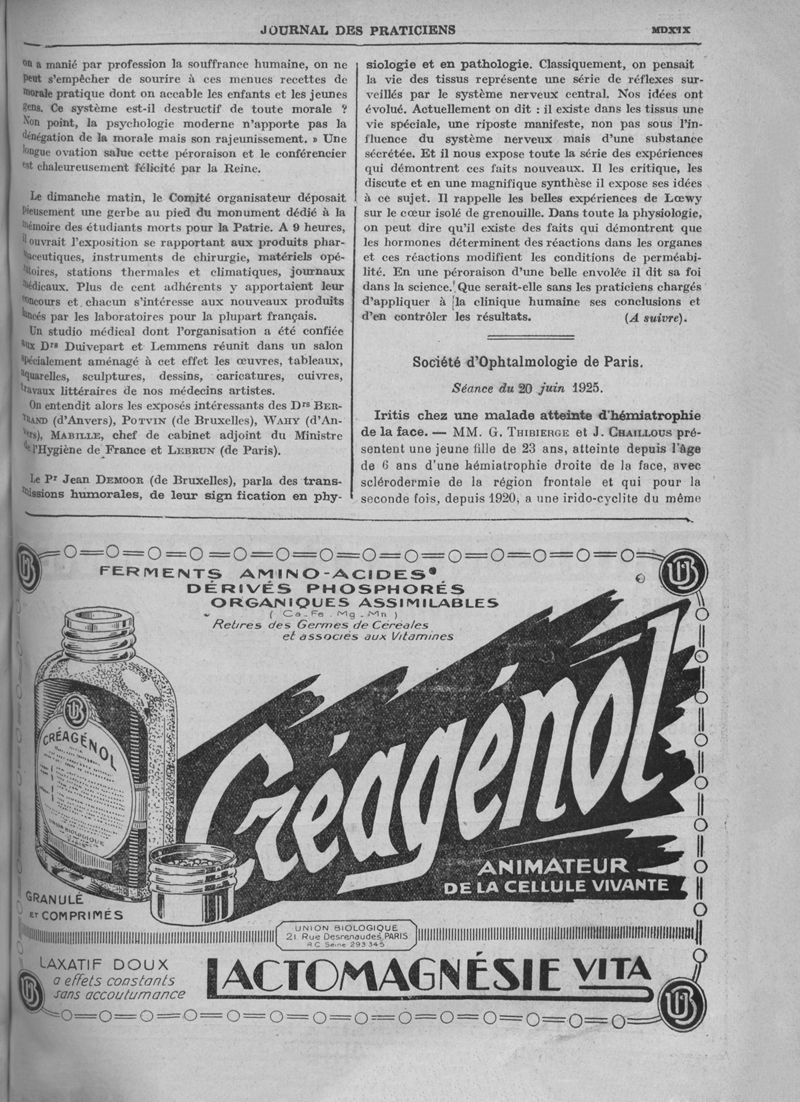 JOURNAL DES PRATICIENS
MDXIX
on a manié par profession la souffrance humaine, on ne
peut s'empêcher de sourire à ces menues recettes de
morale pratique dont on accable les enfants et les jeunes
gens. Ce système est-il destructif de toute morale ?
Non point, la psychologie moderne n'apporte pas la
dénégation de la morale mais son rajeunissement. » Une
longue ovation salue cette péroraison et le conférencier
est chaleureusement félicité par la Reine.
Le dimanche matin, le Comité organisateur déposait
pieusement une gerbe au pied du monument dédié à la
mémoire des étudiants morts pour la Patrie. A 9 heures,
il ouvrait l'exposition se rapportant aux produits phar-
maceutiques, instruments de chirurgie, matériels opé-
ratoires, stations thermales et climatiques, journaux
médicaux. Plus de cent adhérents y apportaient leur
concours et chacun s'intéresse aux nouveaux produits
lancés par les laboratoires pour la plupart français.
Un studio médical dont l'organisation a été confiée
aux Drs Duivepart et Lemmens réunit dans un salon
spécialement aménagé à cet effet les œuvres, tableaux,
aquarelles, sculptures, dessins, caricatures, cuivres,
travaux littéraires de nos médecins artistes.
On entendit alors les exposés intéressants des Drs BER-
TRAND (d'Anvers), POTVIN (de Bruxelles), WAHY (d'An-
vers), MABILLE, chef de cabinet adjoint du Ministre
de l'Hygiène de France et LEBRUN (de Paris).
Le Pr Jean DEMOOR (de Bruxelles), parla des trans-
missions humorales, de leur sign fication en phy-
siologie et en pathologie. Classiquement, on pensait
la vie des tissus représente une série de réflexes sur-
veillés par le système nerveux central. Nos idées ont
évolué. Actuellement on dit : il existe dans les tissus une
vie spéciale, une riposte manifeste, non pas sous l'in-
fluence du système nerveux mais d'une substance
sécrétée. Et il nous expose toute la série des expériences
qui démontrent ces faits nouveaux. Il les critique, les
discute et en une magnifique synthèse il expose ses idées
à ce sujet. Il rappelle les belles expériences de Lœwy
sur le cœur isolé de grenouille. Dans toute la physiologie,
on peut dire qu'il existe des faits qui démontrent que
les hormones déterminent des réactions dans les organes
et ces réactions modifient les conditions de perméabi-
lité. En une péroraison d'une belle envolée il dit sa foi
dans la science. Que serait-elle sans les praticiens chargés
d'appliquer à la clinique humaine ses conclusions et
d'en contrôler les résultats. (A suivre).
Société d'Ophtalmologie de Paris.
Séance du 20 juin 1925.
Iritis chez une malade atteinte d'hémiatrophie
de la face. — MM. G. THIBIERGE et J. CHAILLOUS pré-
sentent une jeune fille de 23 ans, atteinte depuis l'âge
de 6 ans d'une hémiatrophie droite de la face, avec
sclérodermie de la région frontale et qui pour la
seconde fois, depuis 1920, a une irido-cyclite du même
FERMENTS AMINO-ACIDES
DÉRIVÉS PHOSPHORÉS
ORGANIQUES ASSIMILABLES
( Ca - Fe - Mg - Mn )
Retires des Germes de Cereales
et associes aux Vitamines
UB
UB
UB
CRÉAGÉNOL
Créagénol
ANIMATEUR
DE LA CELLULE VIVANTE
GRANULÉ
ET COMPRIMÉS
UNION BIOLOGIQUE
21 Rue Desrenaudes, PARIS
R C Seine 293 345
LAXATIF DOUX
a effets constants
sans accoutumance
LACTOMAGNÉSIE VITA
UB
UB